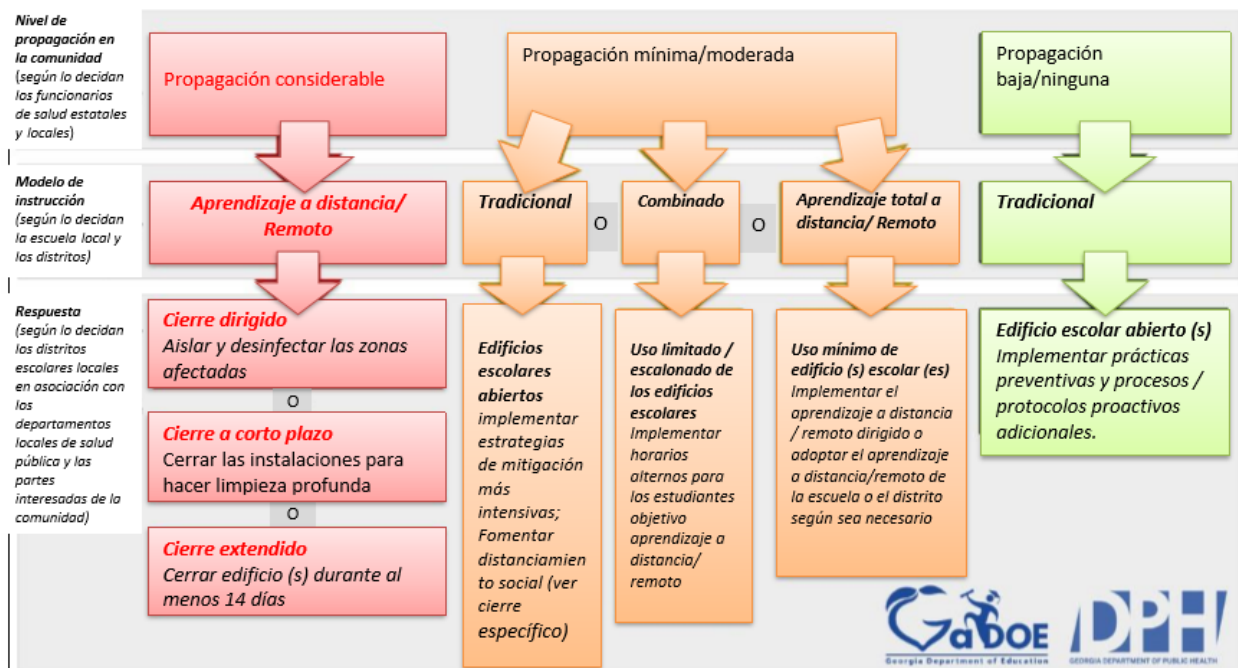 Nivel de
propagación en
la comunidad
(según lo decidan
los funcionarios
de salud estatales
y locales)
Propagación considerable
Propagación mínima/moderada
Propagación
baja/ninguna
Modelo de
instrucción
(según lo decidan
la escuela local y
los distritos)
Aprendizaje a distancia/
Remoto
Tradicional
O
Combinado
O
Aprendizaje total a
distancia/ Remoto
Tradicional
Respuesta
(según lo decidan
los distritos
escolares locales
en asociación con
los
departamentos
locales de salud
pública y las
partes
interesadas de la
comunidad)
Cierre dirigido
Aislar y desinfectar las zonas
afectadas
O
Cierre a corto plazo
Cerrar las instalaciones para
hacer limpieza profunda
O
Cierre extendido
Cerrar edificio (s) durante al
menos 14 días
Edificios
escolares
abiertos
implementar
estrategias
de mitigación
más
intensivas;
Fomentar
distanciamie
nto social (ver
cierre
específico)
Uso limitado /
escalonado de
los edificios
escolares
Implementar
horarios
alternos para
los estudiantes
objetivo
aprendizaje a
distancia/
remoto
Uso mínimo de
edificio (s) escolar (es)
Implementar el
aprendizaje a distancia
/ remoto dirigido o
adoptar el aprendizaje
a distancia/remoto de
la escuela o el distrito
según sea necesario
Edificio escolar abierto (s)
Implementar prácticas
preventivas y procesos /
protocolos proactivos
adicionales.
GaDOE
Georgia Department of Education
DPH
GEORGIA DEPARTMENT OF PUBLIC HEALTH